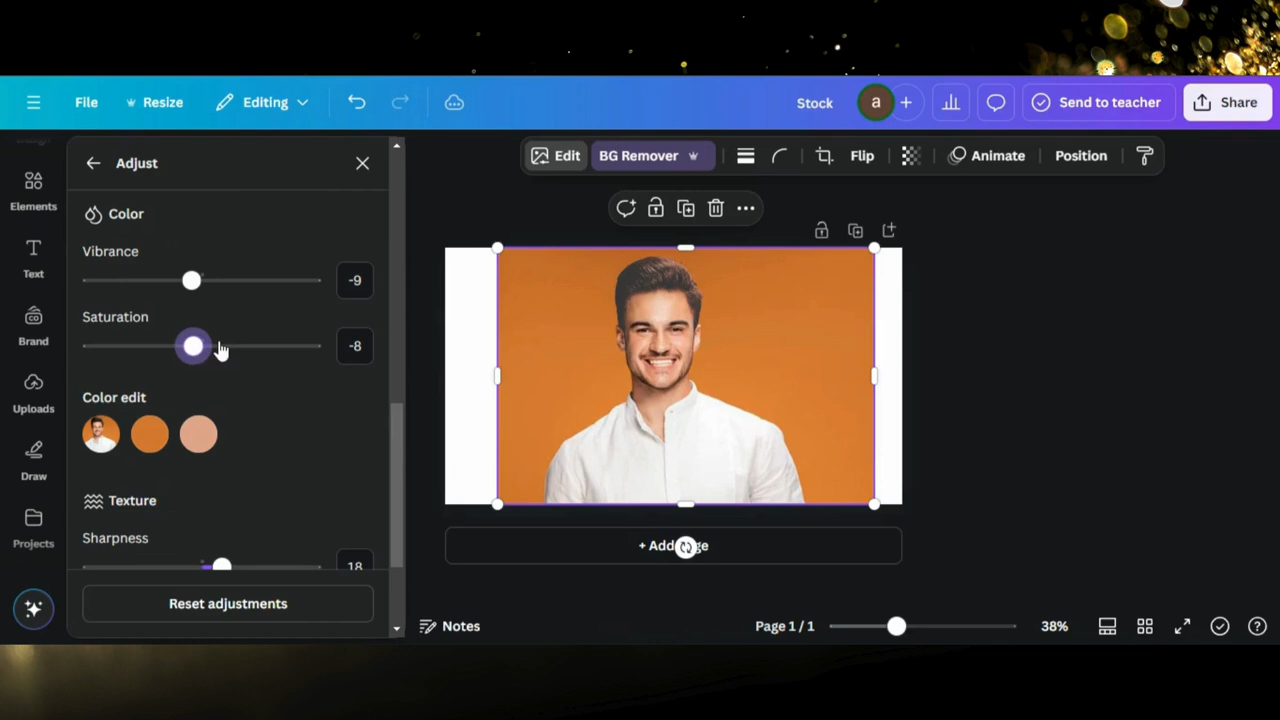 File
Resize
Editing
Stock
a
Send to teacher
Share
Elements
Text
Brand
Uploads
Draw
Projects
Adjust
Color
Vibrance
-9
Saturation
-8
Color edit
Texture
Sharpness
18
Reset adjustments
Edit
BG Remover
Flip
Animate
Position
+ Add
ge
Notes
Page 1 / 1
38%